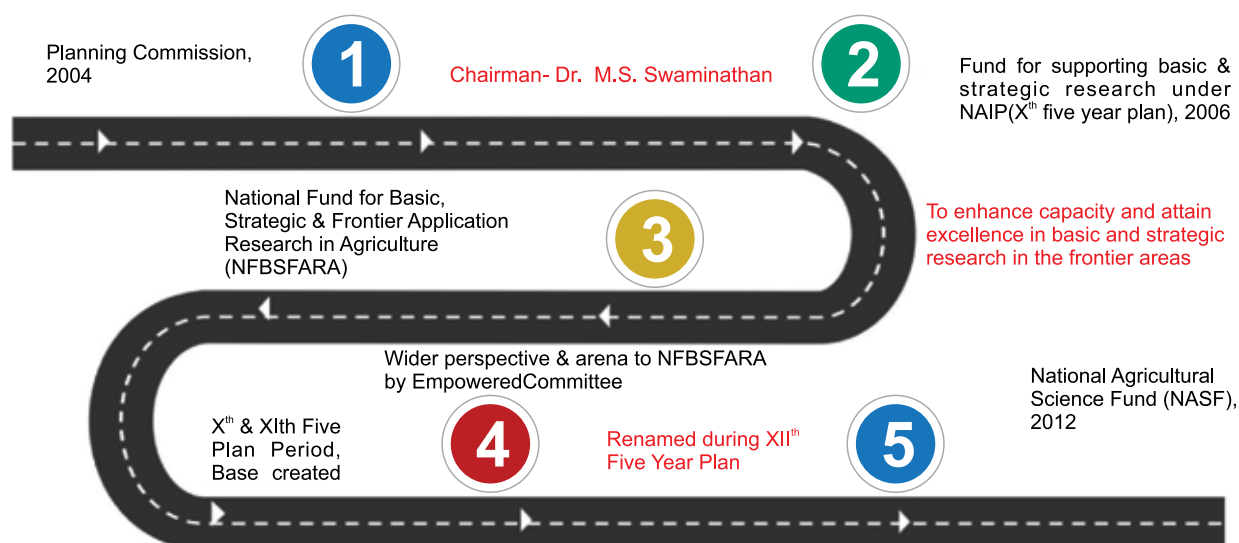 Planning Commission,
2004
1
Chairman- Dr. M.S. Swaminathan
2
Fund for supporting basic &
strategic research under
NAIP(Xth five year plan), 2006
National Fund for Basic,
Strategic & Frontier Application
Research in Agriculture
(NFBSFARA)
3
To enhance capacity and attain
excellence in basic and strategic
research in the frontier areas
Wider perspective & arena to NFBSFARA
by EmpoweredCommittee
Xth & XIth Five
Plan Period,
Base created
4
Renamed during XIIth
Five Year Plan
5
National Agricultural
Science Fund (NASF),
2012